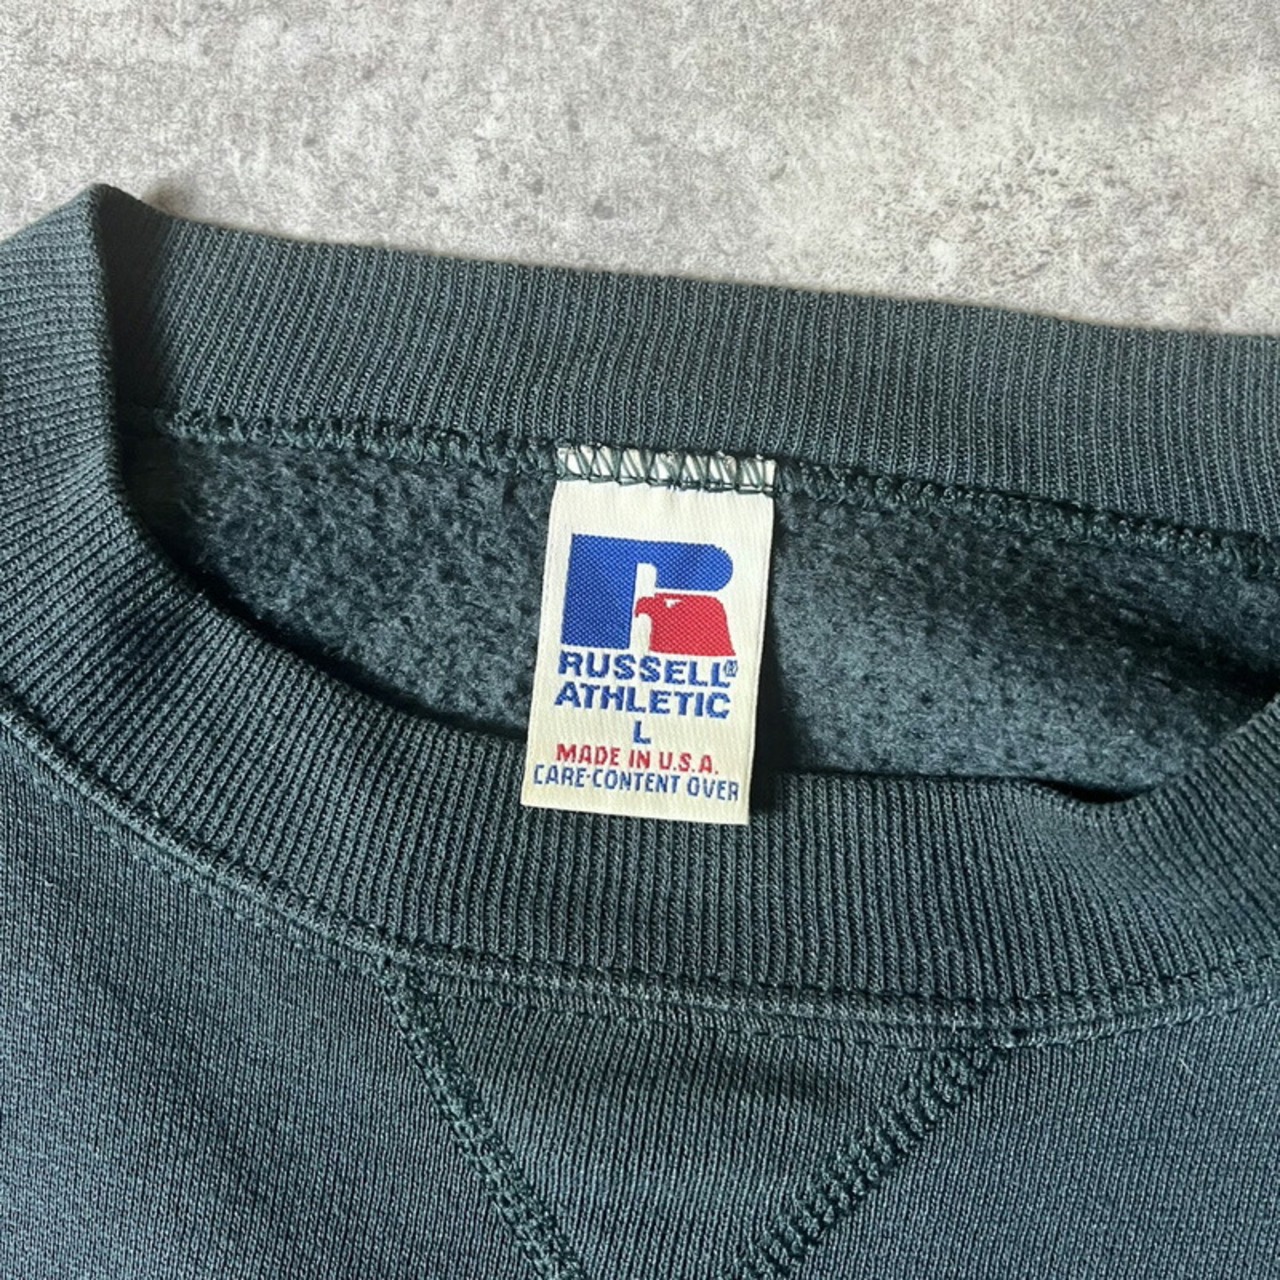 RUSSELL®
ATHLETIC
L
MADE IN U.S.A.
CARE-CONTENT OVER